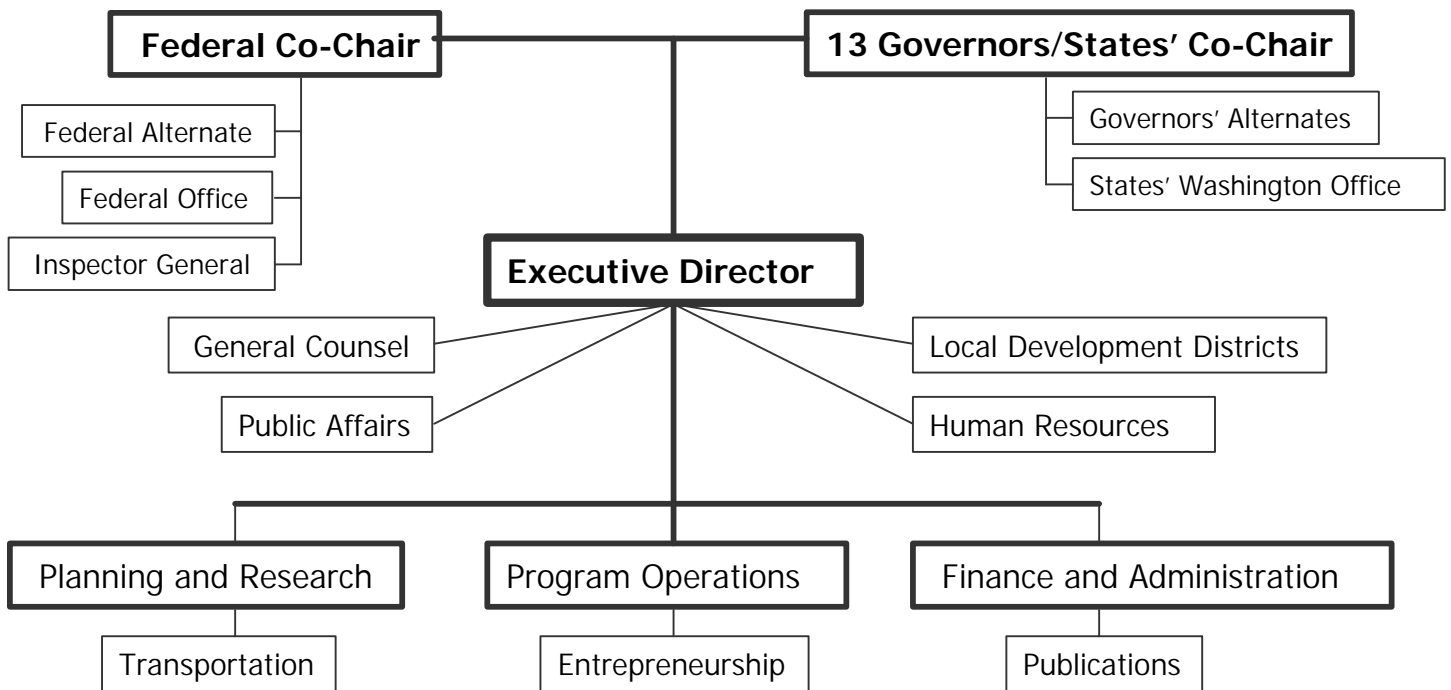 Federal Co-Chair
13 Governors/States’ Co-Chair
Federal Alternate
Governors’ Alternates
Federal Office
States’ Washington Office
Inspector General
Executive Director
General Counsel
Local Development Districts
Public Affairs
Human Resources
Planning and Research
Program Operations
Finance and Administration
Transportation
Entrepreneurship
Publications